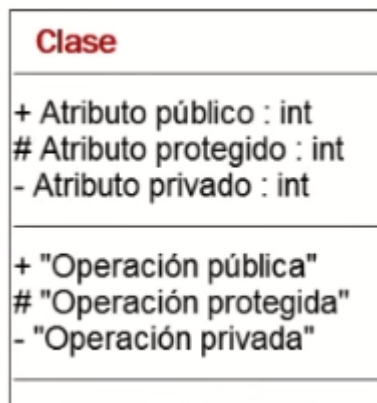 Clase
+ Atributo público : int
# Atributo protegido : int
- Atributo privado : int
+ "Operación pública"
# "Operación protegida"
- "Operación privada"